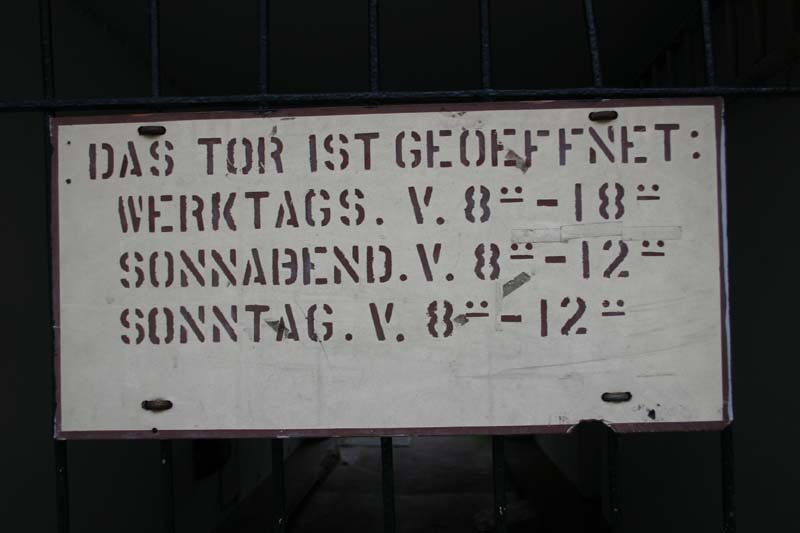 DAS TOR IST GEOEFFNET:
WERKTAGS. V. 8⁰⁰-18⁰⁰
SONNABEND. V. 8⁰⁰-12⁰⁰
SONNTAG. V. 8⁰⁰-12⁰⁰